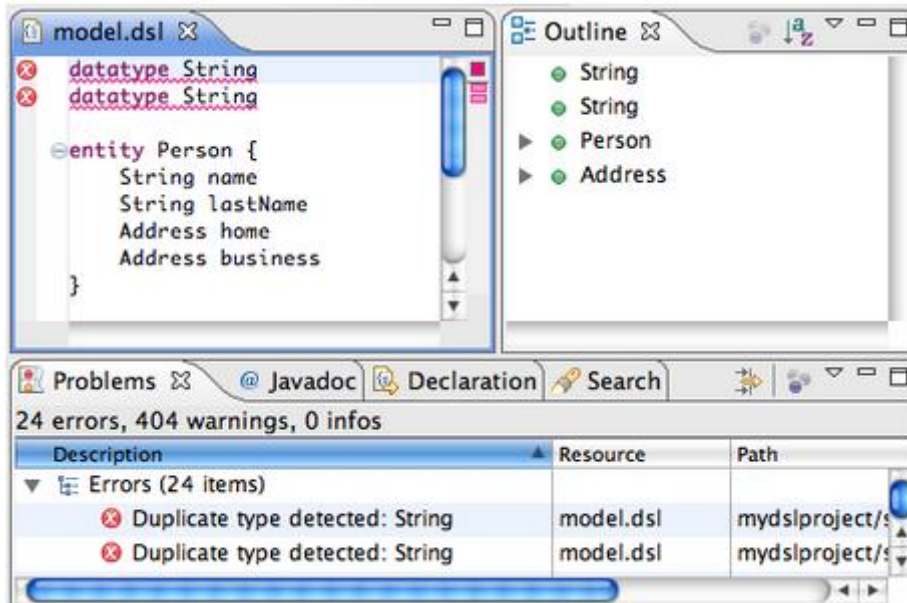 model.dsl
datatype String
datatype String
entity Person {
String name
String lastName
Address home
Address business
}
Outline
String
String
Person
Address
Problems @ Javadoc Declaration Search
24 errors, 404 warnings, 0 infos
Description Resource Path
Errors (24 items)
Duplicate type detected: String model.dsl mydslproject/s
Duplicate type detected: String model.dsl mydslproject/s